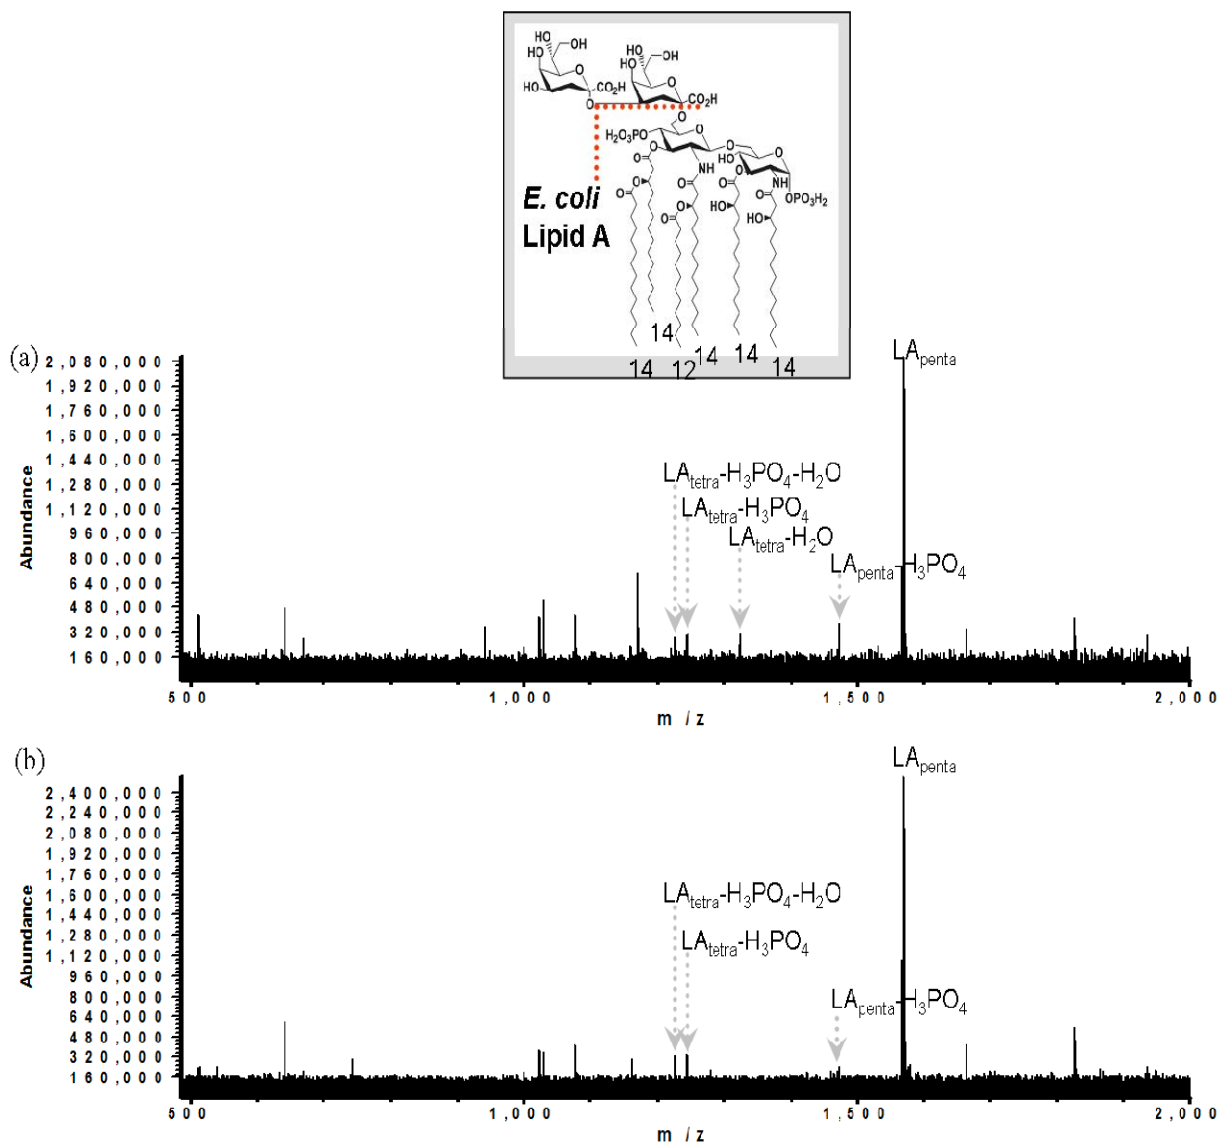 HO
OH
HO
HO
OH
HO
HO
O
HO
CO₂H
O
CO₂H
O
H₂O₃PO
O
O
HO
O
O
O
NH
O
O
NH
O
O
O
O
HO
HO
OPO₃H₂
O
O
E. coli
Lipid A
14
14
12
14
14
14
(a)
2,080,000
1,920,000
1,760,000
1,600,000
1,440,000
1,280,000
1,120,000
960,000
800,000
640,000
480,000
320,000
160,000
Abundance
LApenta
LAtetra-H₃PO₄-H₂O
LAtetra-H₃PO₄
LAtetra-H₂O
LApenta-H₃PO₄
500 1,000 1,500 2,000
m/z
(b)
2,400,000
2,240,000
2,080,000
1,920,000
1,760,000
1,600,000
1,440,000
1,280,000
1,120,000
960,000
800,000
640,000
480,000
320,000
160,000
Abundance
LApenta
LAtetra-H₃PO₄-H₂O
LAtetra-H₃PO₄
LApenta-H₃PO₄
500 1,000 1,500 2,000
m/z